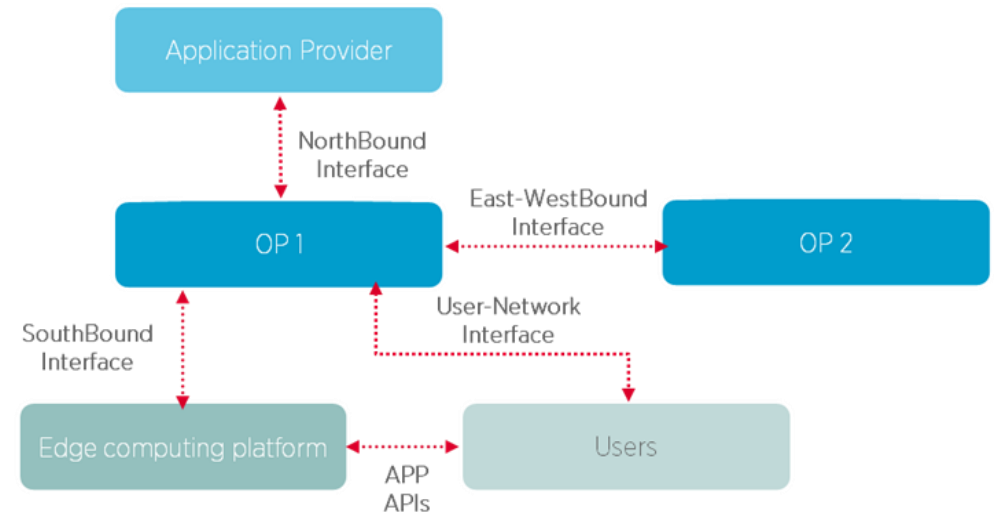 Application Provider
NorthBound
Interface
East-WestBound
Interface
OP 1
OP 2
User-Network
Interface
SouthBound
Interface
Edge computing platform
Users
APP
APIs